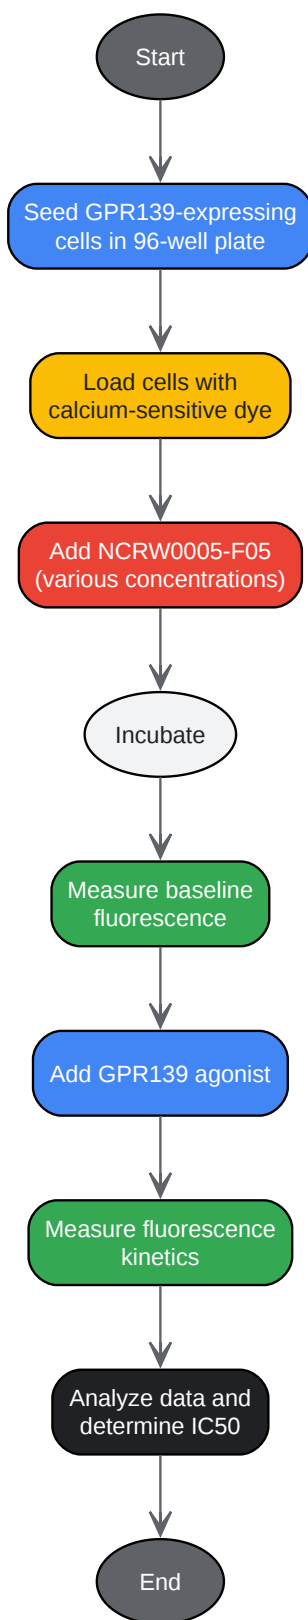 Start
Seed GPR139-expressing
cells in 96-well plate
Load cells with
calcium-sensitive dye
Add NCRW0005-F05
(various concentrations)
Incubate
Measure baseline
fluorescence
Add GPR139 agonist
Measure fluorescence
kinetics
Analyze data and
determine IC50
End